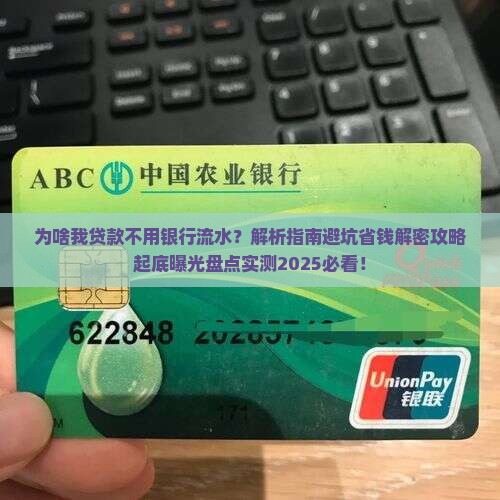 ABC 中国农业银行
为啥我贷款不用银行流水？解析指南避坑省钱解密攻略
起底曝光盘点实测2025必看！
622848
171
UnionPay
银联